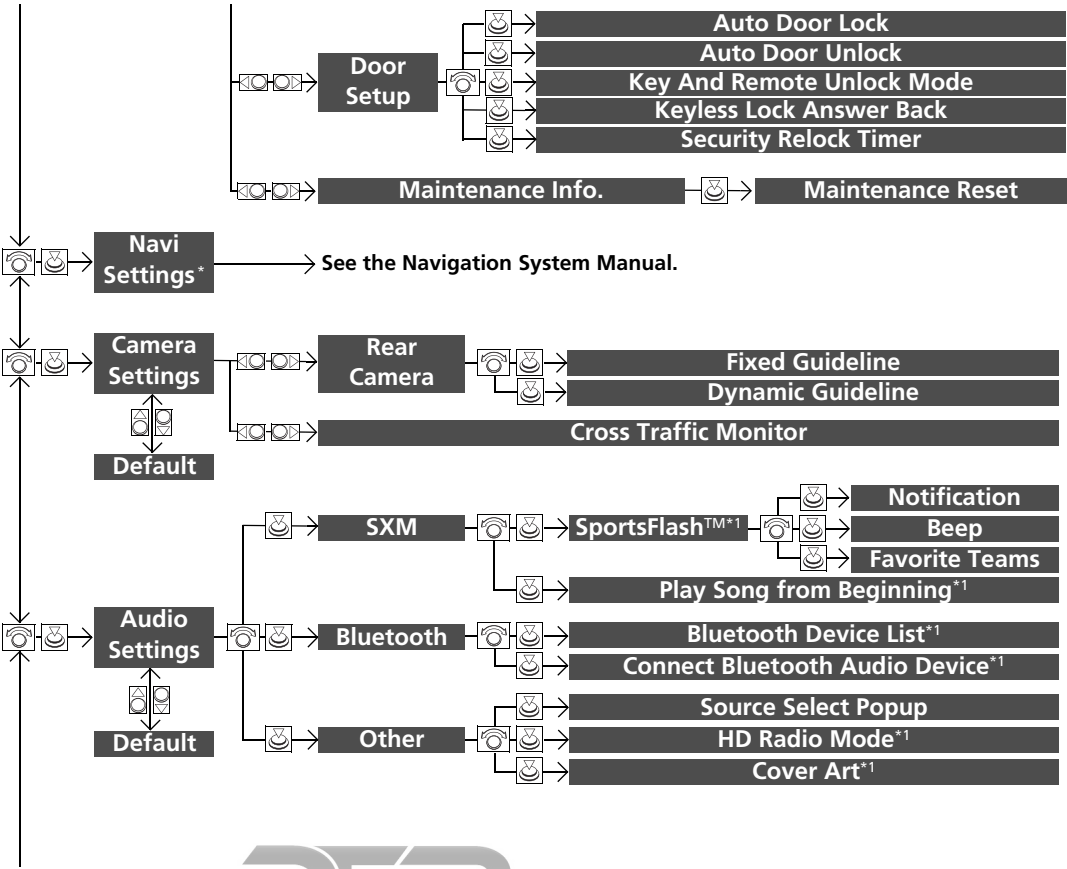 Auto Door Lock
Auto Door Unlock
Door
Setup
Key And Remote Unlock Mode
Keyless Lock Answer Back
Security Relock Timer
Maintenance Info.
Maintenance Reset
Navi
Settings*
See the Navigation System Manual.
Camera
Settings
Rear
Camera
Fixed Guideline
Dynamic Guideline
Cross Traffic Monitor
Default
SXM
SportsFlash™*1
Notification
Beep
Favorite Teams
Play Song from Beginning*1
Audio
Settings
Bluetooth
Bluetooth Device List*1
Connect Bluetooth Audio Device*1
Default
Other
Source Select Popup
HD Radio Mode*1
Cover Art*1